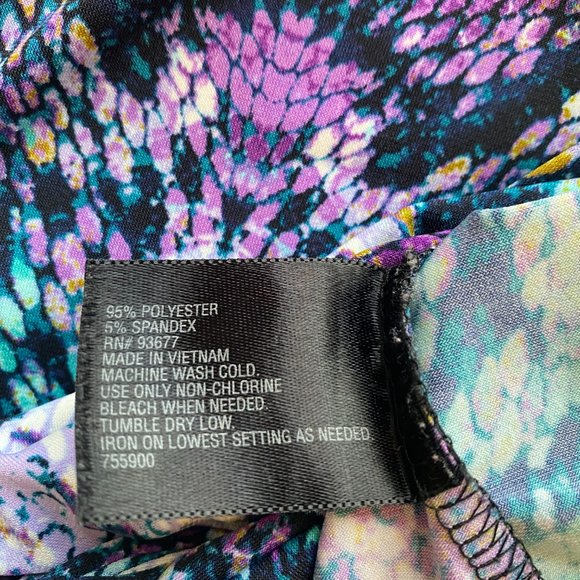 95% POLYESTER
5% SPANDEX
RN# 93677
MADE IN VIETNAM
MACHINE WASH COLD.
USE ONLY NON-CHLORINE
BLEACH WHEN NEEDED.
TUMBLE DRY LOW.
IRON ON LOWEST SETTING AS NEEDED.
755900